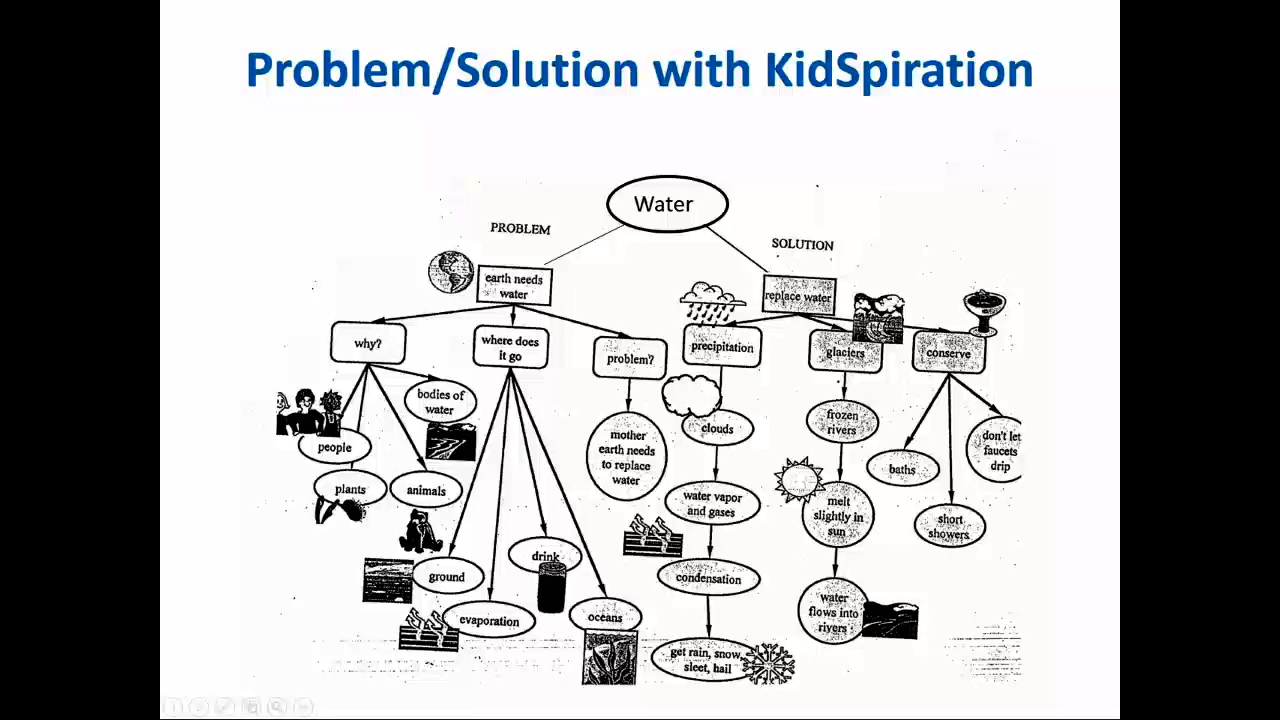 Problem/Solution with KidSpiration
Water
PROBLEM
SOLUTION
earth needs
water
replace water
why?
where does
it go
problem?
precipitation
glaciers
conserve
bodies of
water
people
plants
animals
ground
evaporation
drink
oceans
mother
earth needs
to replace
water
clouds
water vapor
and gases
condensation
get rain, snow,
sleet, hail
frozen
rivers
melt
slightly in
sun
water
flows into
rivers
baths
short
showers
don't let
faucets
drip